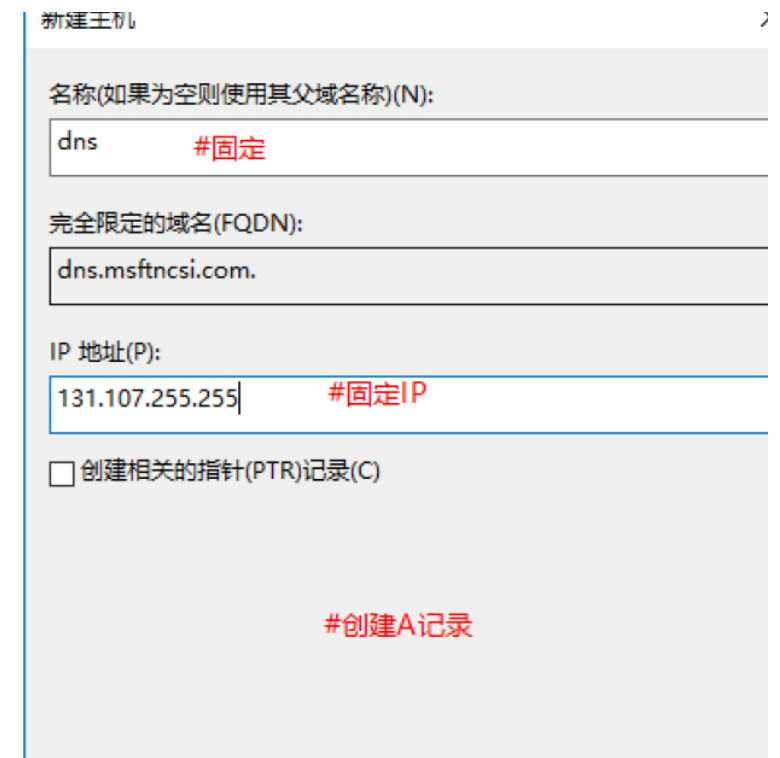 新建主机
名称(如果为空则使用其父域名称)(N):
dns #固定
完全限定的域名(FQDN):
dns.msftncsi.com.
IP 地址(P):
131.107.255.255 #固定IP
创建相关的指针(PTR)记录(C)
#创建A记录